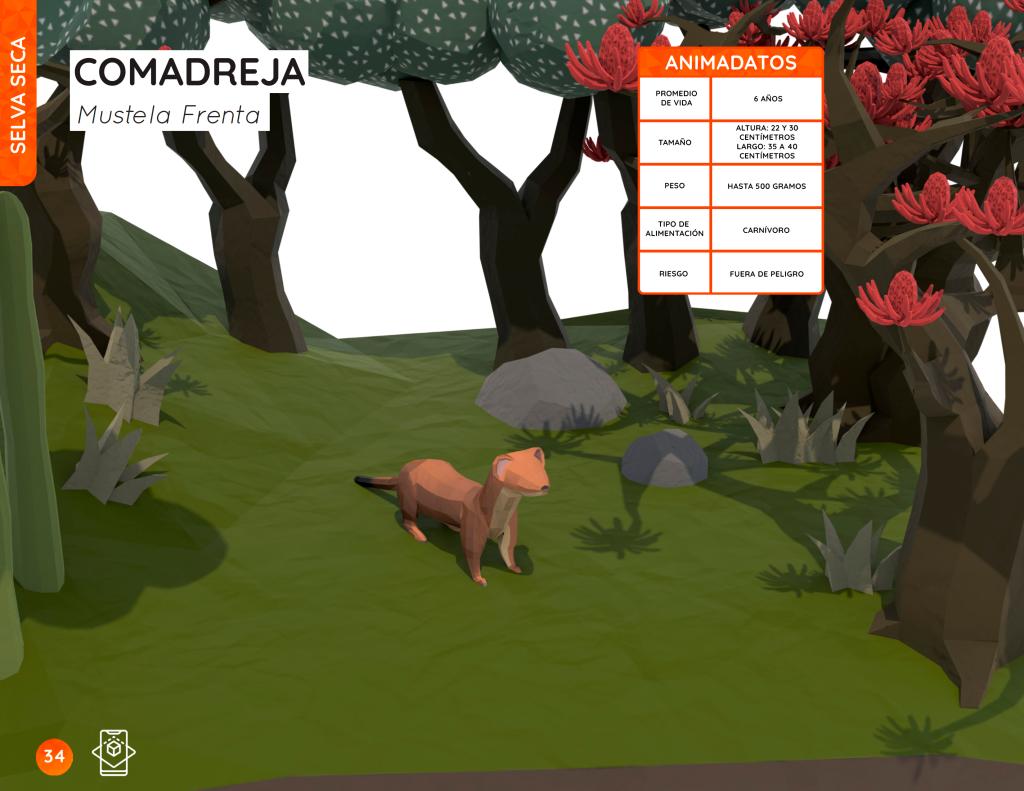 SELVA SECA
COMADREJA
Mustela Frenta
ANIMADATOS
PROMEDIO
DE VIDA
6 AÑOS
TAMAÑO
ALTURA: 22 Y 30
CENTÍMETROS
LARGO: 35 A 40
CENTÍMETROS
PESO
HASTA 500 GRAMOS
TIPO DE
ALIMENTACIÓN
CARNÍVORO
RIESGO
FUERA DE PELIGRO
34